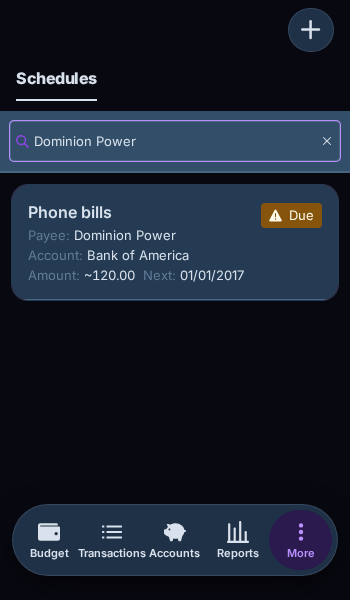 Schedules
Dominion Power
Phone bills
Due
Payee: Dominion Power
Account: Bank of America
Amount: ~120.00 Next: 01/01/2017
Budget Transactions Accounts Reports More